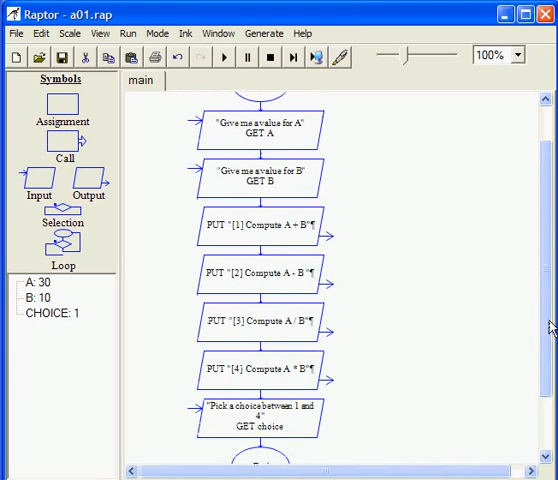 Raptor - a01.rap
File Edit Scale View Run Mode Ink Window Generate Help
100%
Symbols
Assignment
Call
Input Output
Selection
Loop
A: 30
B: 10
CHOICE: 1
main
"Give me a value for A"
GET A
"Give me a value for B"
GET B
PUT "[1] Compute A + B"¶
PUT "[2] Compute A - B "¶
PUT "[3] Compute A / B"¶
PUT "[4] Compute A * B"¶
"Pick a choice between 1 and
4"
GET choice